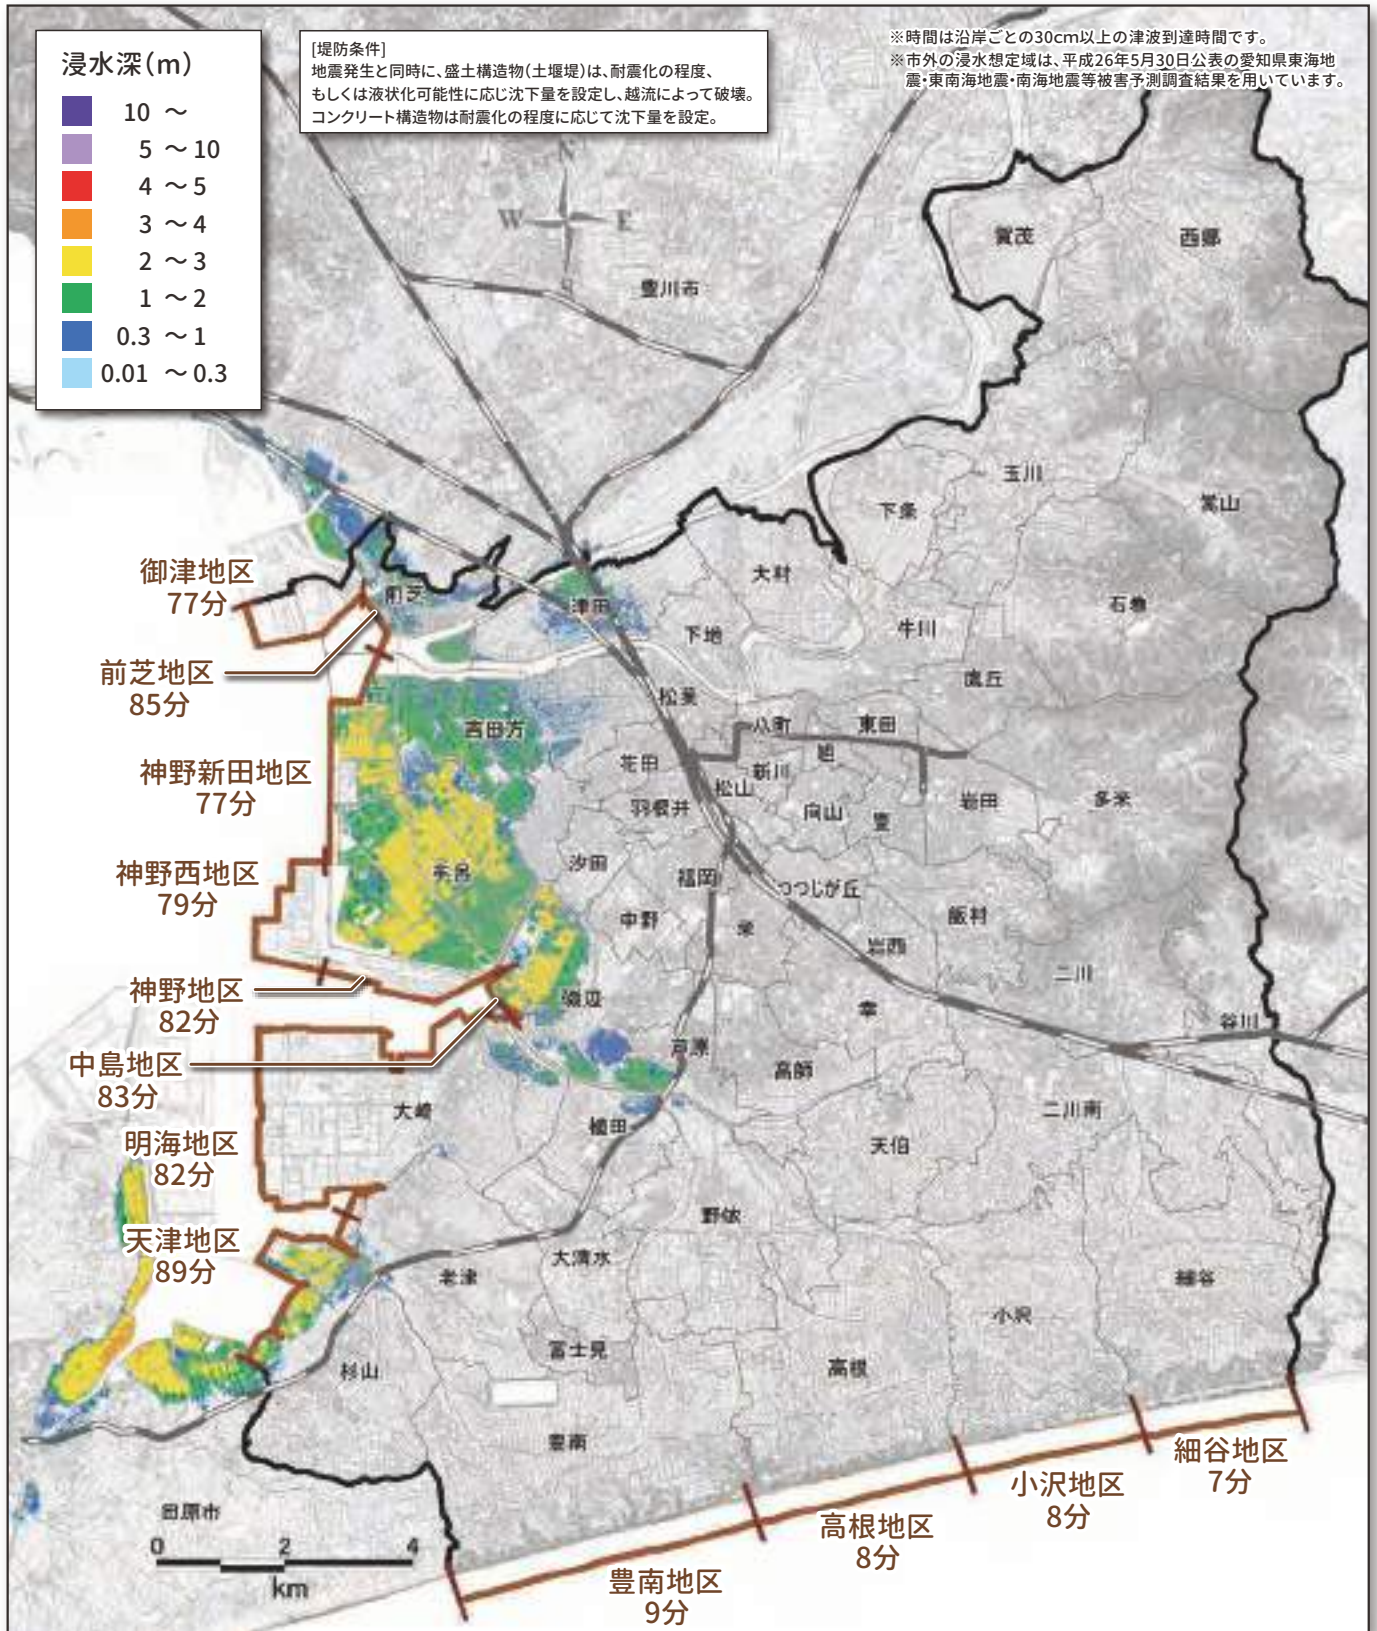 浸水深(m)
10 ～
5 ～ 10
4 ～ 5
3 ～ 4
2 ～ 3
1 ～ 2
0.3 ～ 1
0.01 ～ 0.3
[堤防条件]
地震発生と同時に、盛土構造物(土堰堤)は、耐震化の程度、
もしくは液状化可能性に応じ沈下量を設定し、越流によって破壊。
コンクリート構造物は耐震化の程度に応じて沈下量を設定。
※時間は沿岸ごとの30cm以上の津波到達時間です。
※市外の浸水想定域は、平成26年5月30日公表の愛知県東海地
震・東南海地震・南海地震等被害予測調査結果を用いています。
N
W
E
S
賀茂
西郷
豊川市
玉川
嵩山
下条
大村
石巻
牛川
前芝
津田
下地
鷹丘
御津地区
77分
前芝地区
85分
神野新田地区
77分
神野西地区
79分
神野地区
82分
中島地区
83分
明海地区
82分
天津地区
89分
松葉
八町
東田
旭
吉田方
花田
新川
松山
羽根井
向山
豊
岩田
多米
牟呂
汐田
福岡
つつじが丘
中野
栄
飯村
岩西
二川
磯辺
幸
谷川
芦原
高師
大崎
植田
二川南
天伯
野依
大清水
老津
細谷
小沢
富士見
杉山
高根
豊南
田原市
0 2 4
km
細谷地区
7分
小沢地区
8分
高根地区
8分
豊南地区
9分